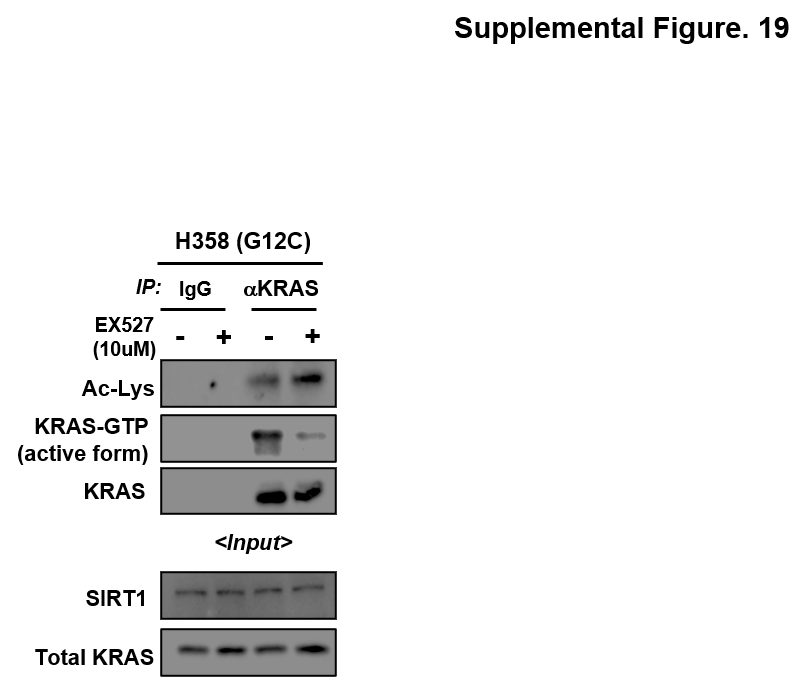 Supplemental Figure. 19
H358 (G12C)
IP: IgG αKRAS
EX527
(10uM) - + - +
Ac-Lys
KRAS-GTP
(active form)
KRAS
<Input>
SIRT1
Total KRAS